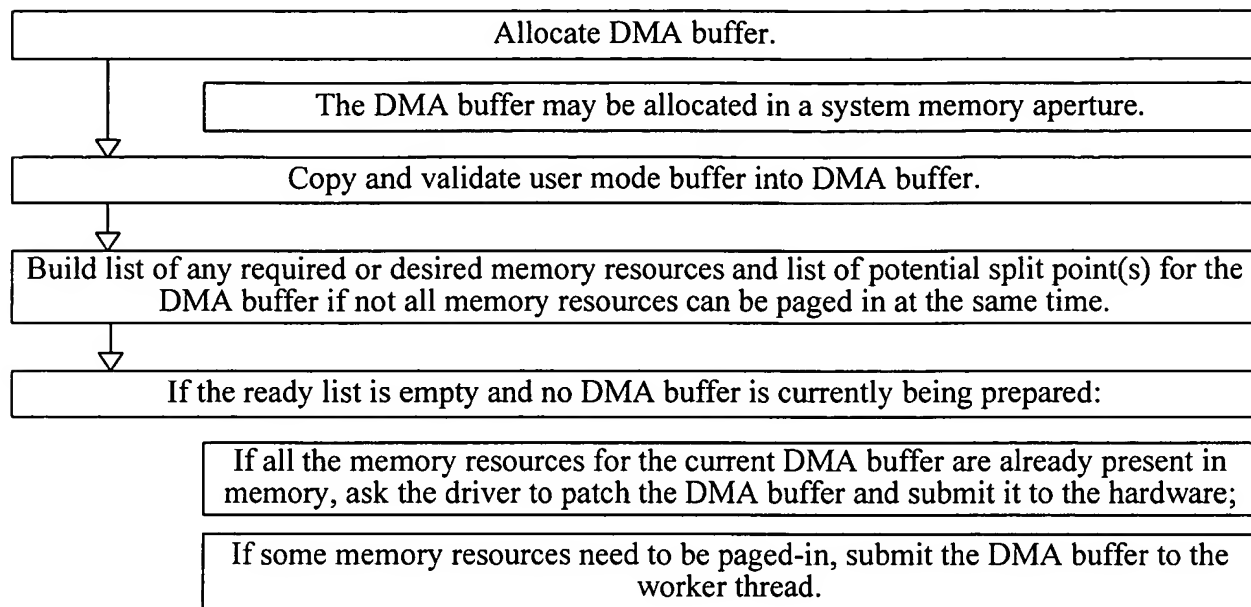 Allocate DMA buffer.
The DMA buffer may be allocated in a system memory aperture.
Copy and validate user mode buffer into DMA buffer.
Build list of any required or desired memory resources and list of potential split point(s) for the
DMA buffer if not all memory resources can be paged in at the same time.
If the ready list is empty and no DMA buffer is currently being prepared:
If all the memory resources for the current DMA buffer are already present in
memory, ask the driver to patch the DMA buffer and submit it to the hardware;
If some memory resources need to be paged-in, submit the DMA buffer to the
worker thread.